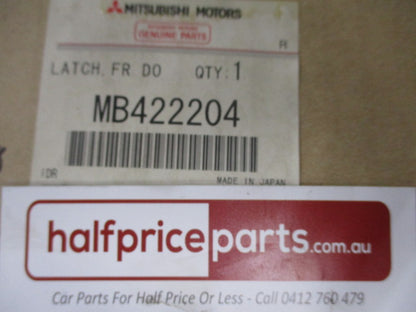 MITSUBISHI MOTORS
GENUINE PARTS
LATCH, FR DO QTY:1
MB422204
IDR
MADE IN JAPAN
halfpriceparts.com.au
Car Parts For Half Price Or Less - Call 0412 760 479